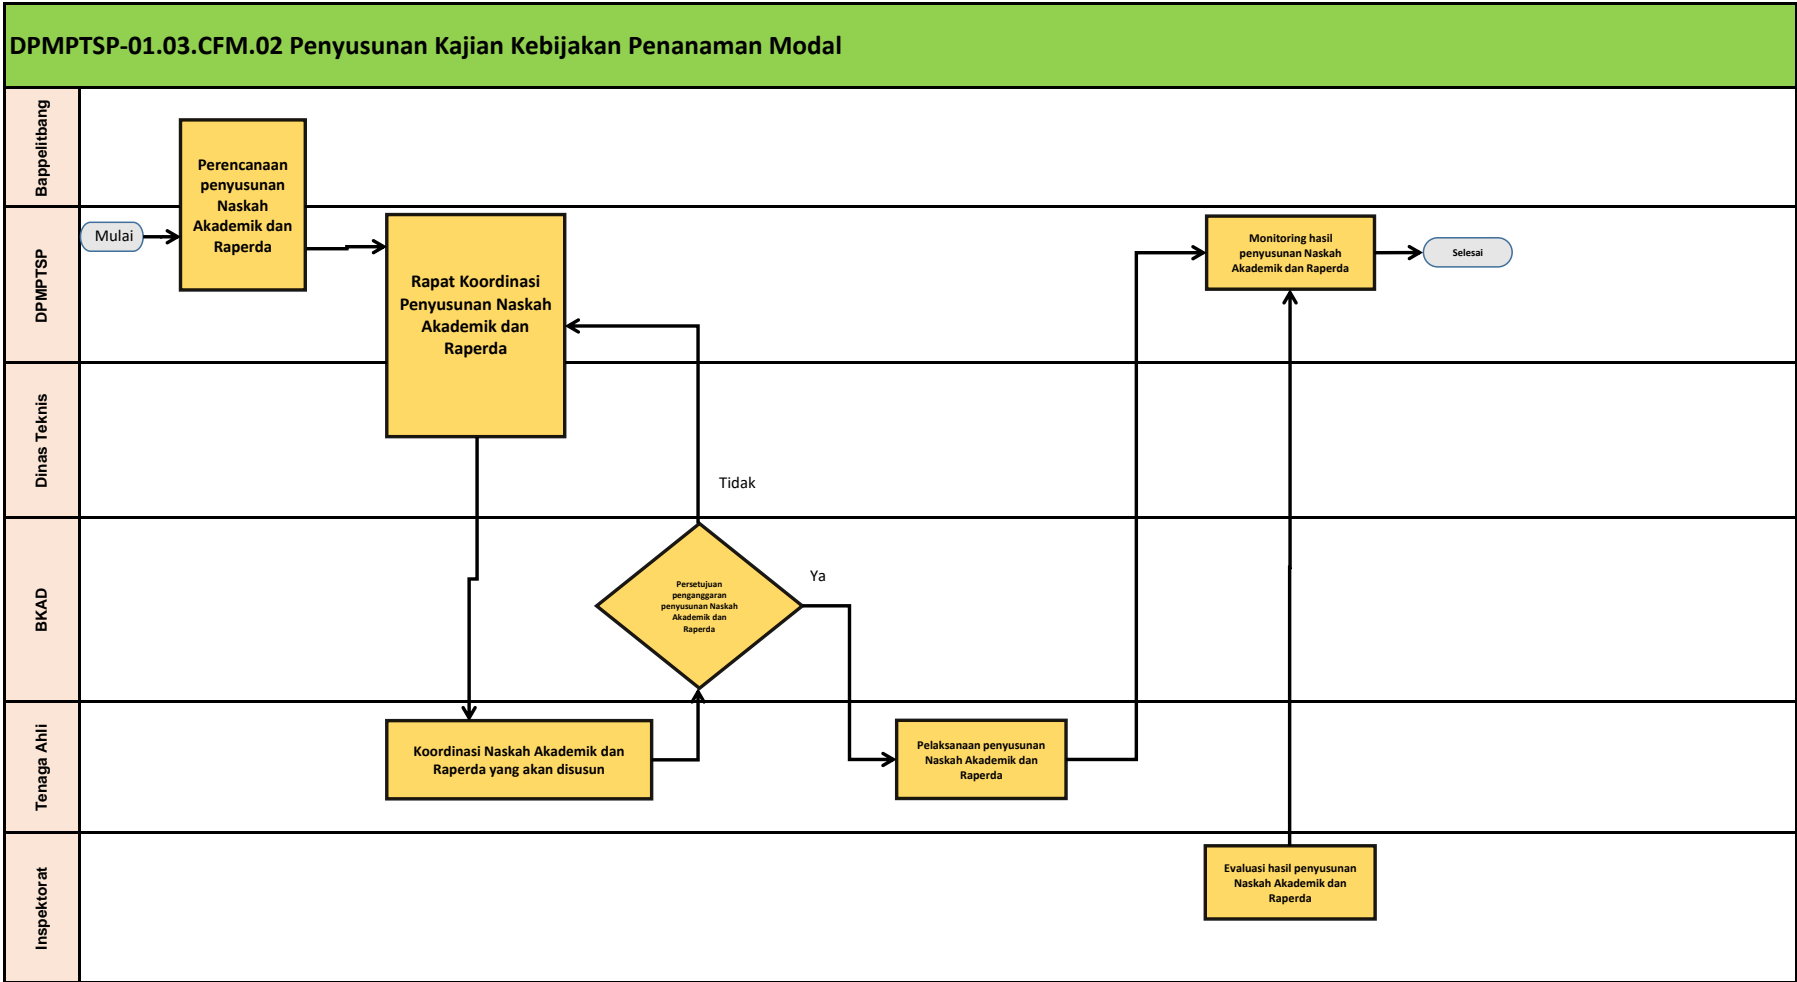 DPMPTSP-01.03.CFM.02 Penyusunan Kajian Kebijakan Penanaman Modal
Bappelitbang
Perencanaan
penyusunan
Naskah
Akademik dan
Raperda
DPMPTSP
Mulai
Rapat Koordinasi
Penyusunan Naskah
Akademik dan
Raperda
Monitoring hasil
penyusunan Naskah
Akademik dan Raperda
Selesai
Dinas Teknis
Tidak
BKAD
Persetujuan
penganggaran
penyusunan Naskah
Akademik dan
Raperda
Ya
Tenaga Ahli
Koordinasi Naskah Akademik dan
Raperda yang akan disusun
Pelaksanaan penyusunan
Naskah Akademik dan
Raperda
Inspektorat
Evaluasi hasil penyusunan
Naskah Akademik dan
Raperda